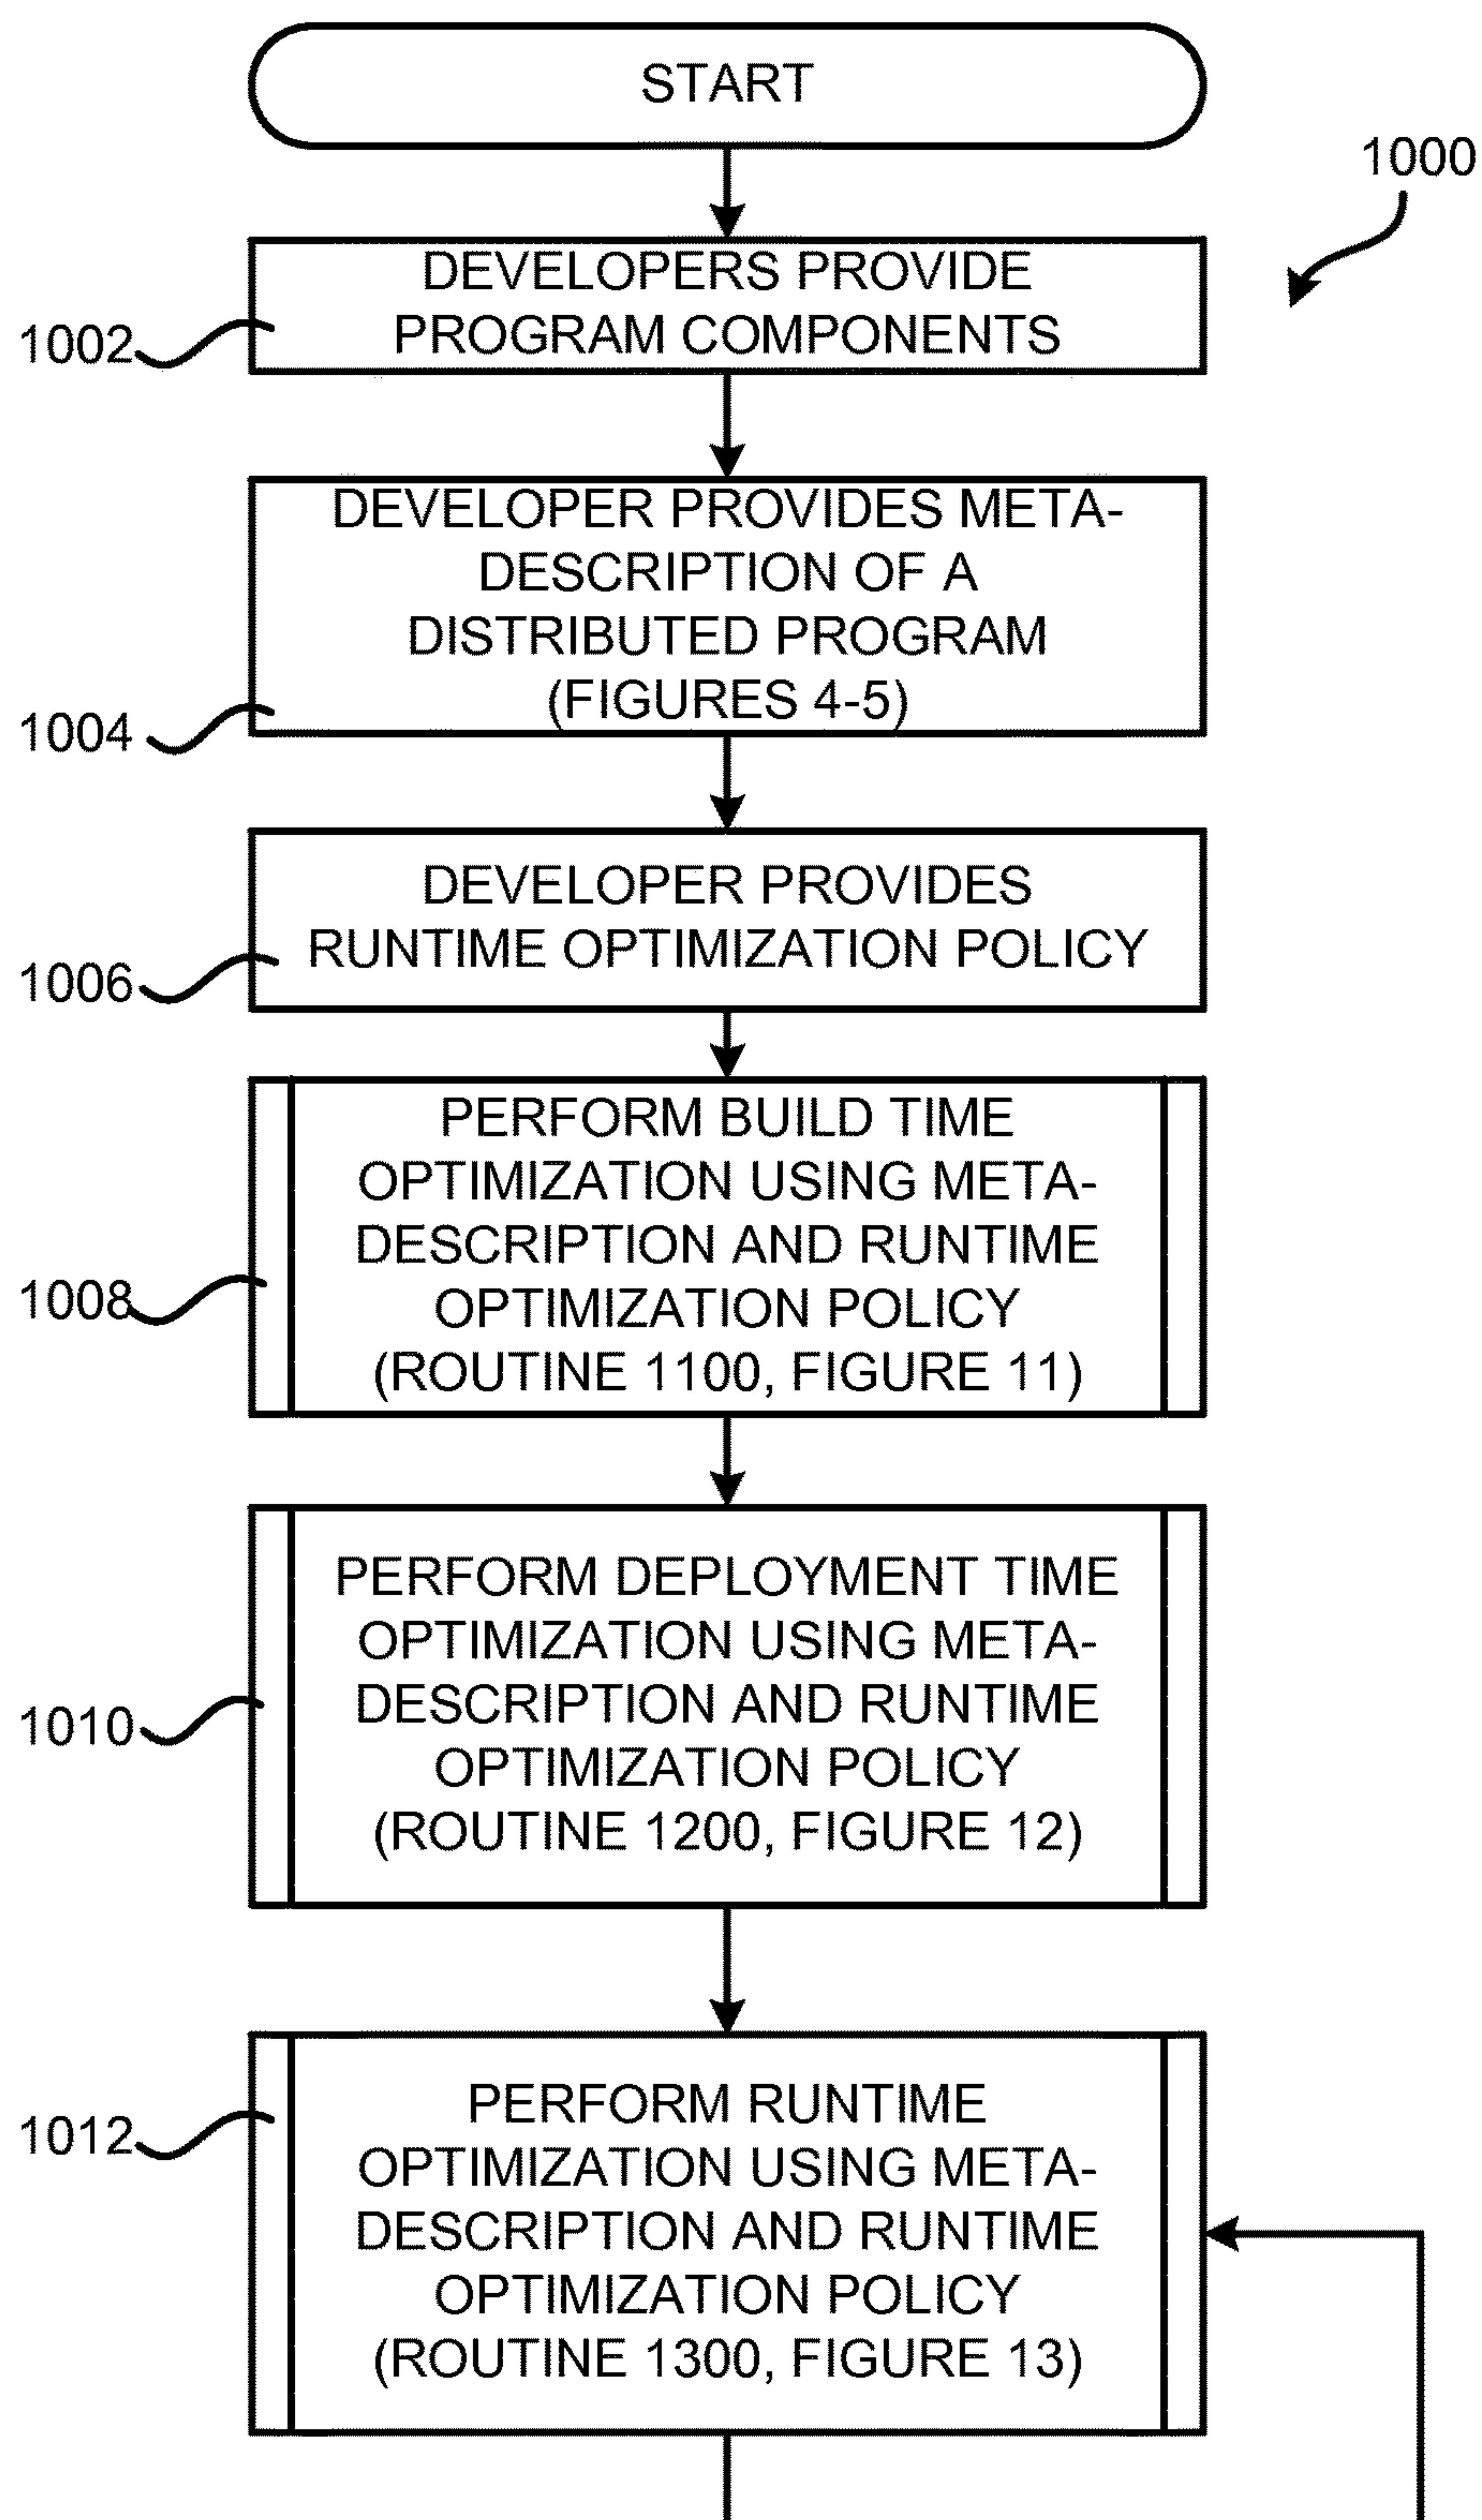 START
1000
DEVELOPERS PROVIDE
PROGRAM COMPONENTS
1002
DEVELOPER PROVIDES META-
DESCRIPTION OF A
DISTRIBUTED PROGRAM
(FIGURES 4-5)
1004
DEVELOPER PROVIDES
RUNTIME OPTIMIZATION POLICY
1006
PERFORM BUILD TIME
OPTIMIZATION USING META-
DESCRIPTION AND RUNTIME
OPTIMIZATION POLICY
(ROUTINE 1100, FIGURE 11)
1008
PERFORM DEPLOYMENT TIME
OPTIMIZATION USING META-
DESCRIPTION AND RUNTIME
OPTIMIZATION POLICY
(ROUTINE 1200, FIGURE 12)
1010
PERFORM RUNTIME
OPTIMIZATION USING META-
DESCRIPTION AND RUNTIME
OPTIMIZATION POLICY
(ROUTINE 1300, FIGURE 13)
1012